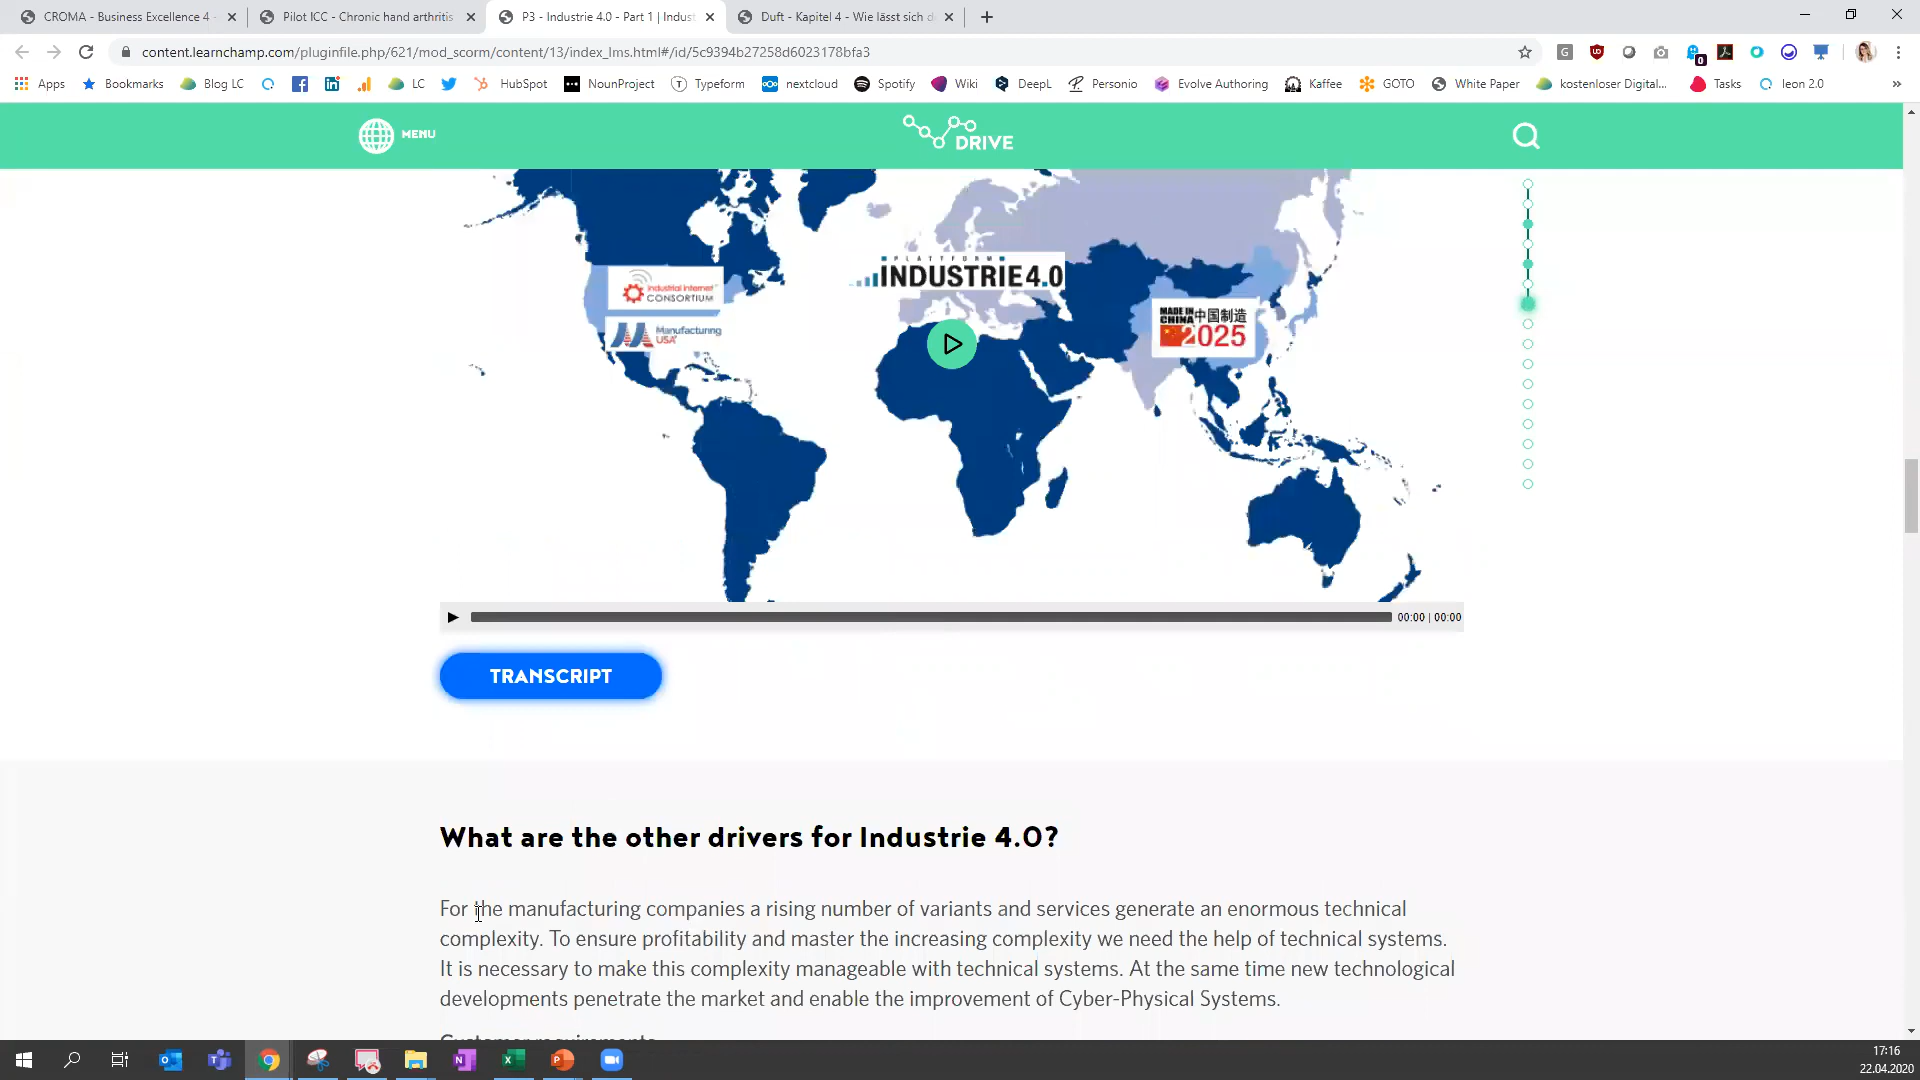 CROMA - Business Excellence 4 -
Pilot ICC - Chronic hand arthritis
P3 - Industrie 4.0 - Part 1 | Indust
Duft - Kapitel 4 - Wie lässt sich d
content.learnchamp.com/pluginfile.php/621/mod_scorm/content/13/index_lms.html#/id/5c9394b27258d6023178bfa3
Apps Bookmarks Blog LC LC HubSpot NounProject Typeform nextcloud Spotify Wiki DeepL Personio Evolve Authoring Kaffee GOTO White Paper kostenloser Digital... Tasks leon 2.0 »
MENU
DRIVE
PLATTFORM
INDUSTRIE4.0
industrial internet
CONSORTIUM
Manufacturing
USA
MADE IN
CHINA 中国制造
2025
00:00 | 00:00
TRANSCRIPT
What are the other drivers for Industrie 4.0?
For the manufacturing companies a rising number of variants and services generate an enormous technical
complexity. To ensure profitability and master the increasing complexity we need the help of technical systems.
It is necessary to make this complexity manageable with technical systems. At the same time new technological
developments penetrate the market and enable the improvement of Cyber-Physical Systems.
Customer requirements
17:16
22.04.2020